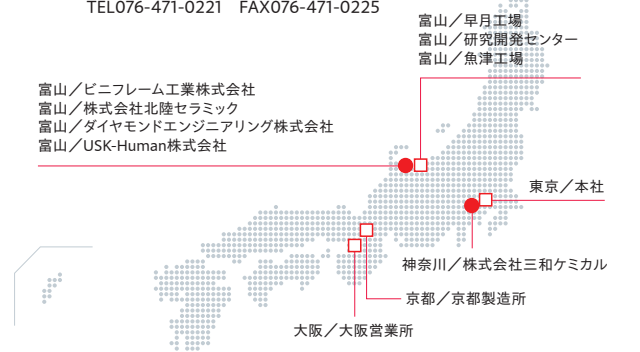 TEL076-471-0221 FAX076-471-0225
富山／早月工場
富山／研究開発センター
富山／魚津工場
富山／ビニフレーム工業株式会社
富山／株式会社北陸セラミック
富山／ダイヤモンドエンジニアリング株式会社
富山／USK-Human株式会社
東京／本社
神奈川／株式会社三和ケミカル
京都／京都製造所
大阪／大阪営業所